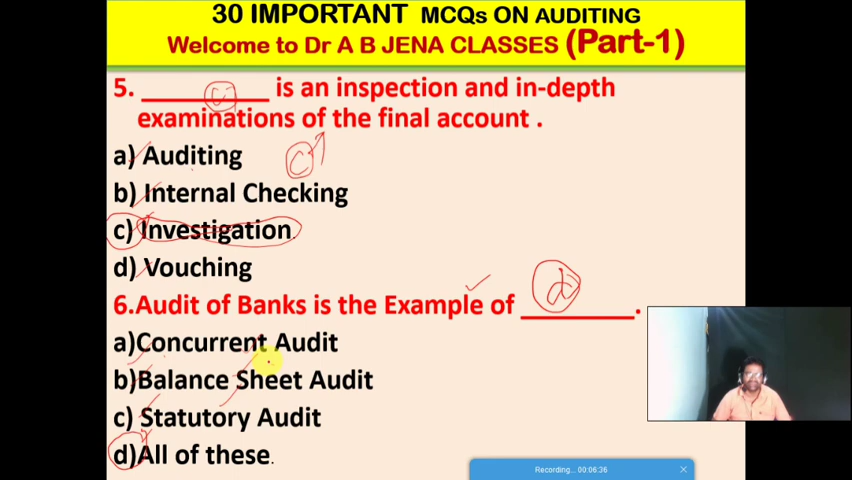 30 IMPORTANT MCQs ON AUDITING
Welcome to Dr A B JENA CLASSES (Part-1)
5. ________ is an inspection and in-depth
c
examinations of the final account .
a) Auditing
c
b) Internal Checking
c) Investigation.
d) Vouching
6.Audit of Banks is the Example of ________.
d
a)Concurrent Audit
b)Balance Sheet Audit
c) Statutory Audit
d)All of these.
Recording... 00:06:36